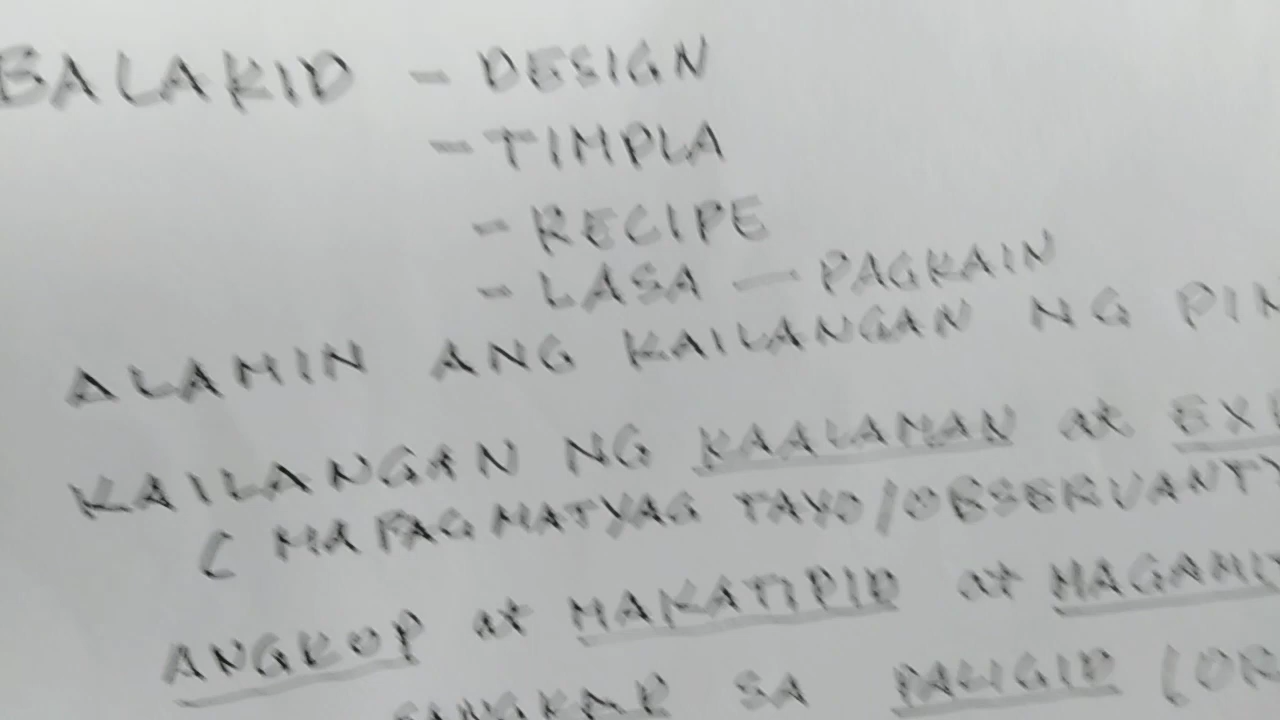 BALAKID - DESIGN
- TIMPLA
- RECIPE
- LASA - PAGKAIN
ALAMIN ANG KAILANGAN NG
KAILANGAN NG KAALAMAN at
( MAPAGMATYAG TAYO/OBSERVANT
ANGKOP at MAKATIPID at
SA PALIGID